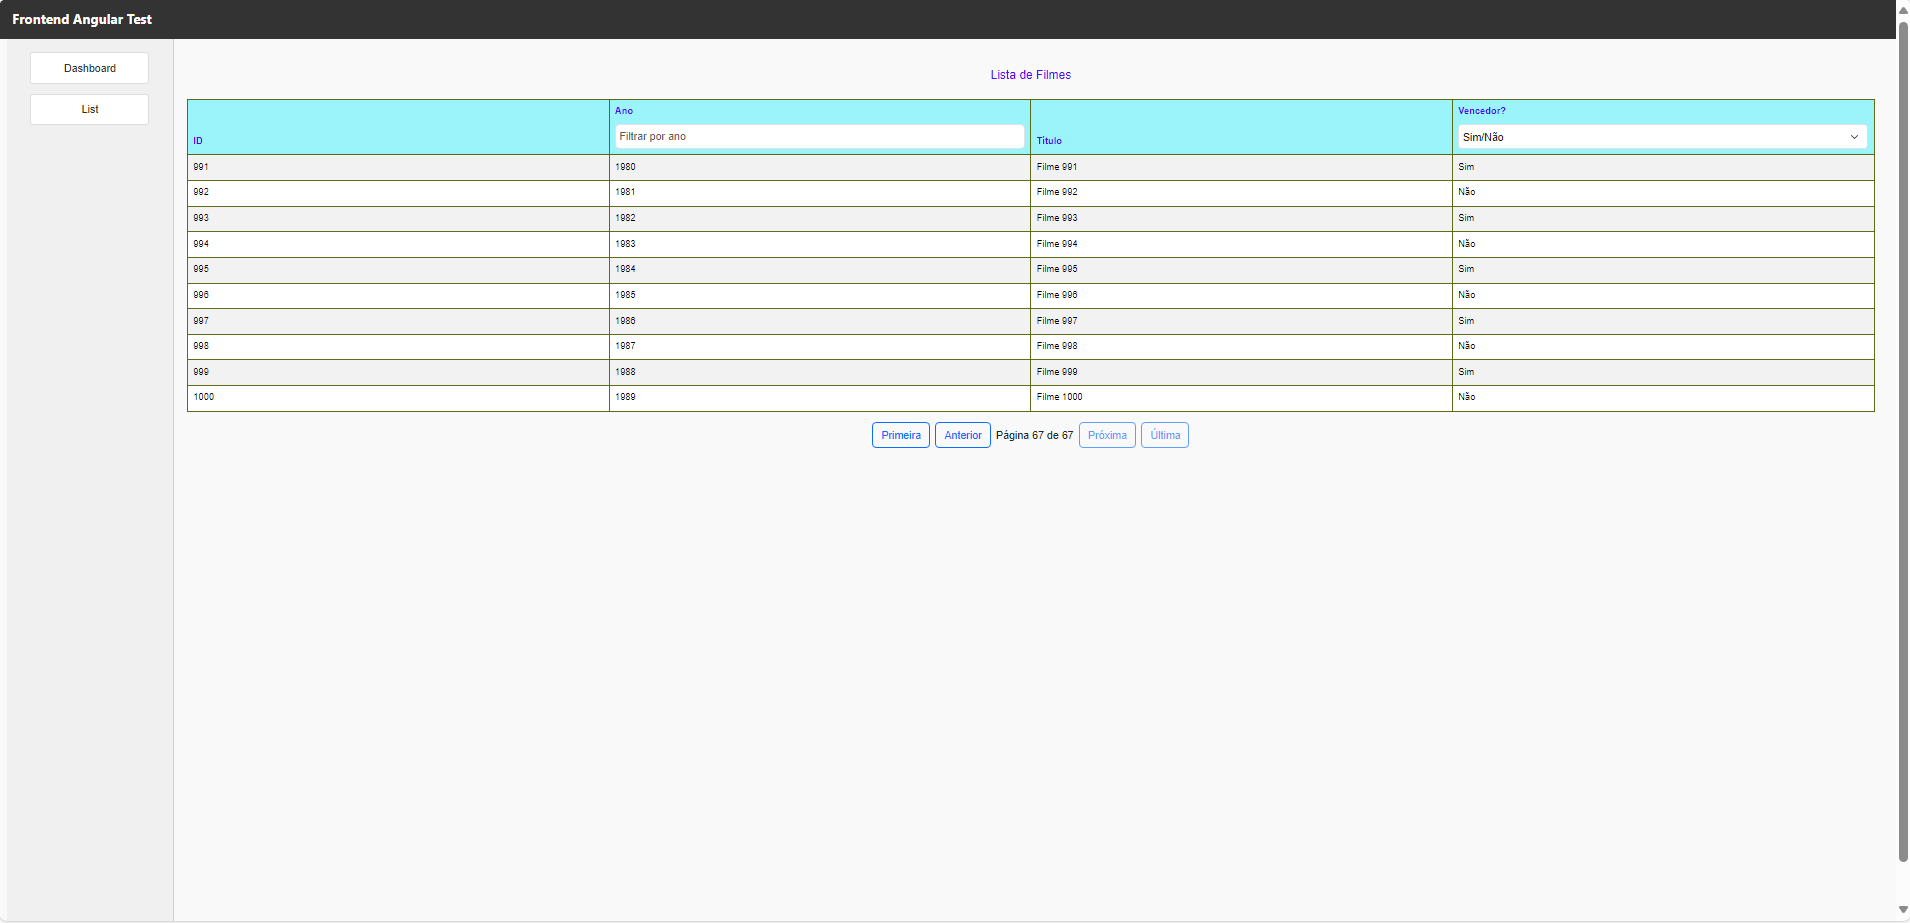 Frontend Angular Test
Dashboard
List
Lista de Filmes
ID Ano Título Vencedor?
Filtrar por ano Sim/Não
991 1980 Filme 991 Sim
992 1981 Filme 992 Não
993 1982 Filme 993 Sim
994 1983 Filme 994 Não
995 1984 Filme 995 Sim
996 1985 Filme 996 Não
997 1986 Filme 997 Sim
998 1987 Filme 998 Não
999 1988 Filme 999 Sim
1000 1989 Filme 1000 Não
Primeira Anterior Página 67 de 67 Próxima Última